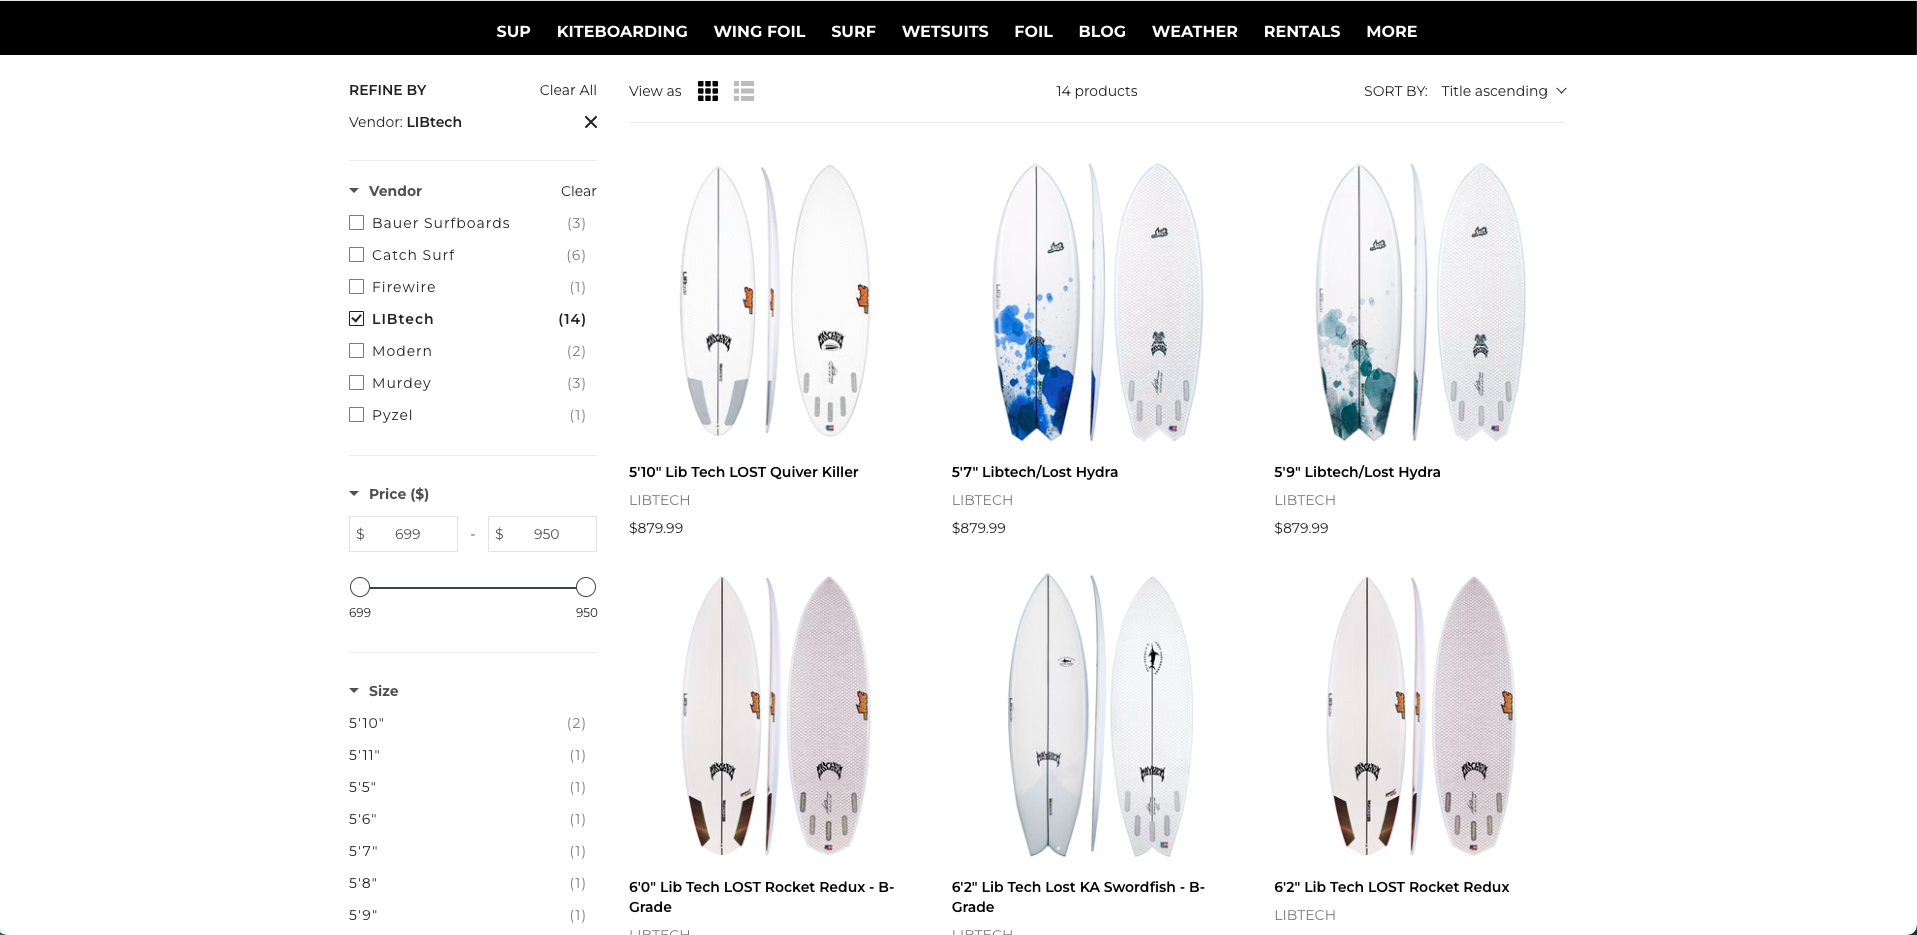 SUP KITEBOARDING WING FOIL SURF WETSUITS FOIL BLOG WEATHER RENTALS MORE
REFINE BY Clear All
Vendor: LIBtech
Vendor Clear
Bauer Surfboards (3)
Catch Surf (6)
Firewire (1)
LIBtech (14)
Modern (2)
Murdey (3)
Pyzel (1)
Price ($)
$ 699 - $ 950
699 950
Size
5'10" (2)
5'11" (1)
5'5" (1)
5'6" (1)
5'7" (1)
5'8" (1)
5'9" (1)
View as 14 products SORT BY: Title ascending
5'10" Lib Tech LOST Quiver Killer
LIBTECH
$879.99
5'7" Libtech/Lost Hydra
LIBTECH
$879.99
5'9" Libtech/Lost Hydra
LIBTECH
$879.99
6'0" Lib Tech LOST Rocket Redux - B-
Grade
LIBTECH
6'2" Lib Tech Lost KA Swordfish - B-
Grade
LIBTECH
6'2" Lib Tech LOST Rocket Redux
LIBTECH